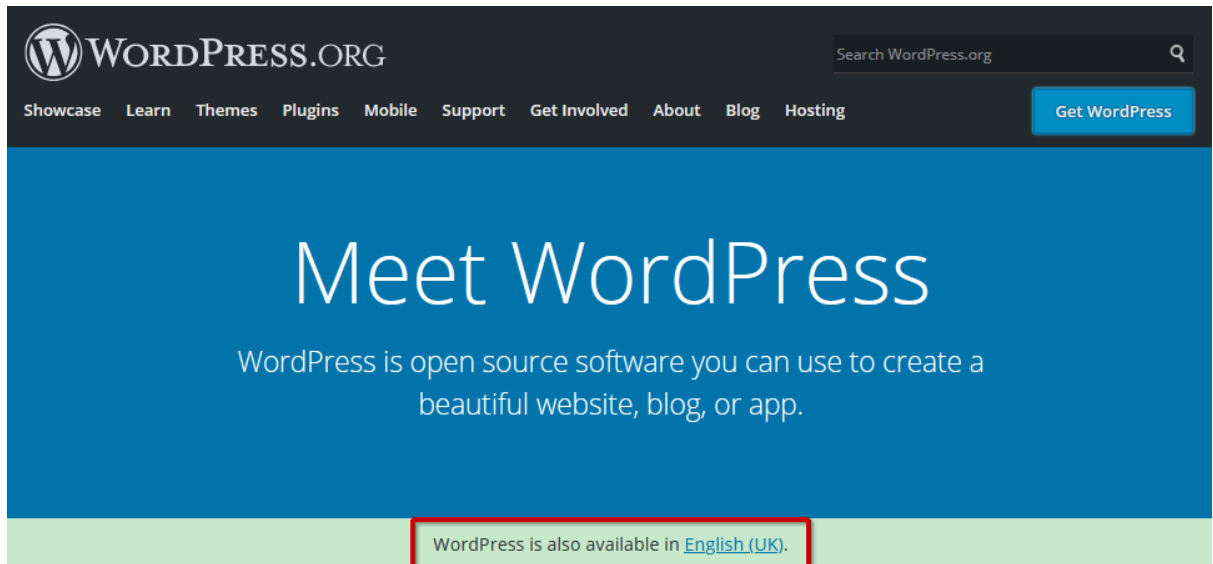 WORDPRESS.ORG
Search WordPress.org
Showcase Learn Themes Plugins Mobile Support Get Involved About Blog Hosting
Get WordPress
Meet WordPress
WordPress is open source software you can use to create a
beautiful website, blog, or app.
WordPress is also available in English (UK).